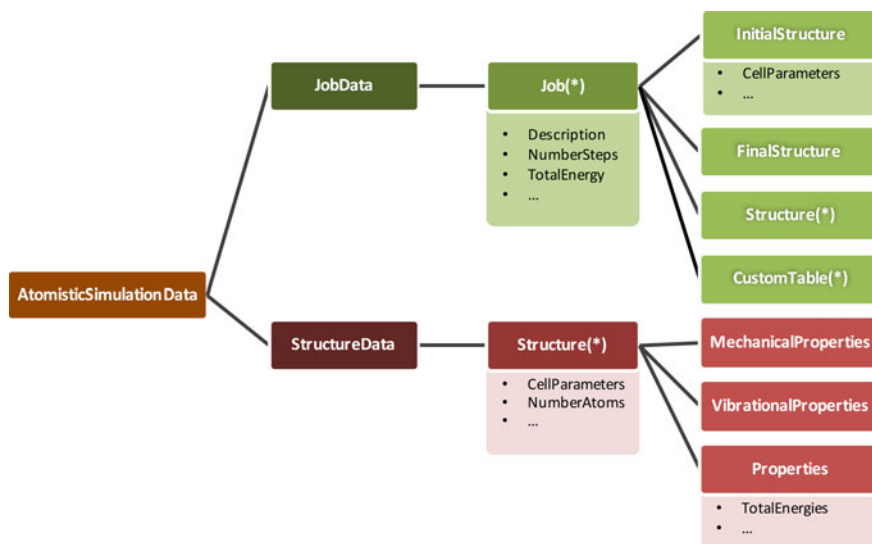 InitialStructure
• CellParameters
• ...
JobData
Job(*)
• Description
• NumberSteps
• TotalEnergy
• ...
FinalStructure
Structure(*)
CustomTable(*)
AtomisticSimulationData
StructureData
Structure(*)
• CellParameters
• NumberAtoms
• ...
MechanicalProperties
VibrationalProperties
Properties
• TotalEnergies
• ...